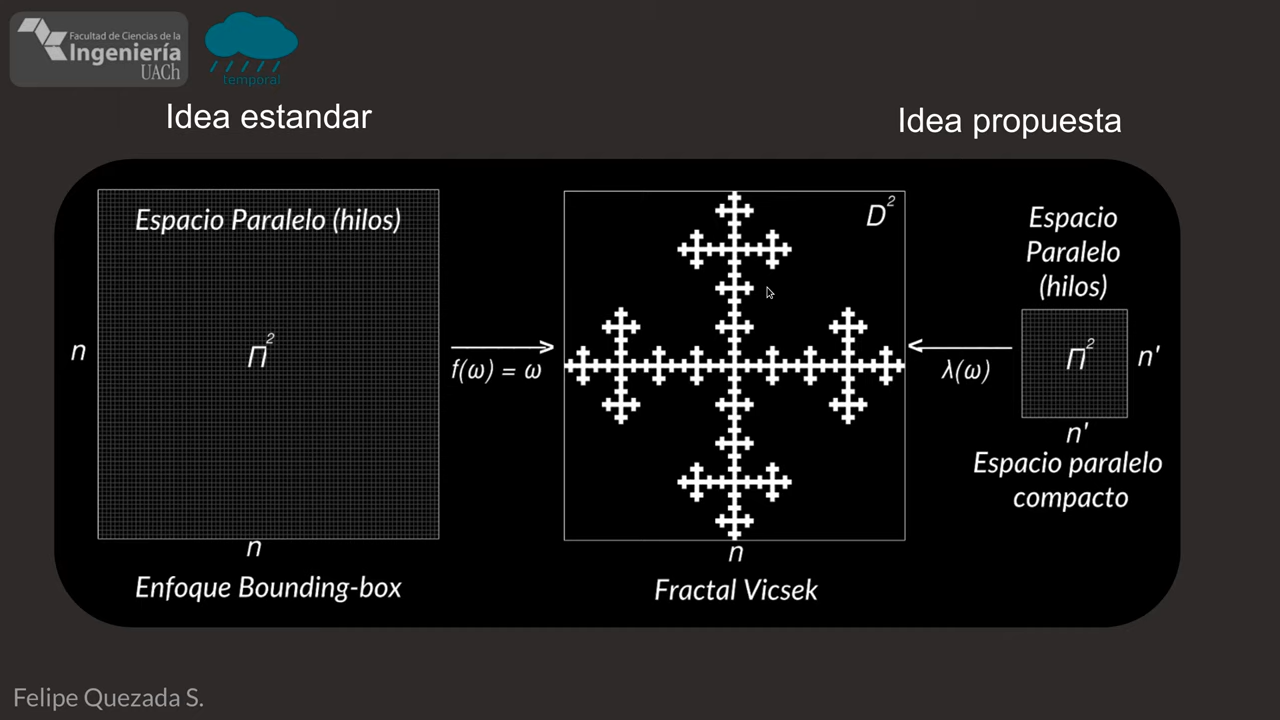 Facultad de Ciencias de la
Ingeniería
UACh
temporal
Idea estandar
Idea propuesta
Espacio Paralelo (hilos)
Π²
n
n
Enfoque Bounding-box
f(ω) = ω
D²
n
Fractal Vicsek
λ(ω)
Espacio
Paralelo
(hilos)
Π²
n'
n'
Espacio paralelo
compacto
Felipe Quezada S.